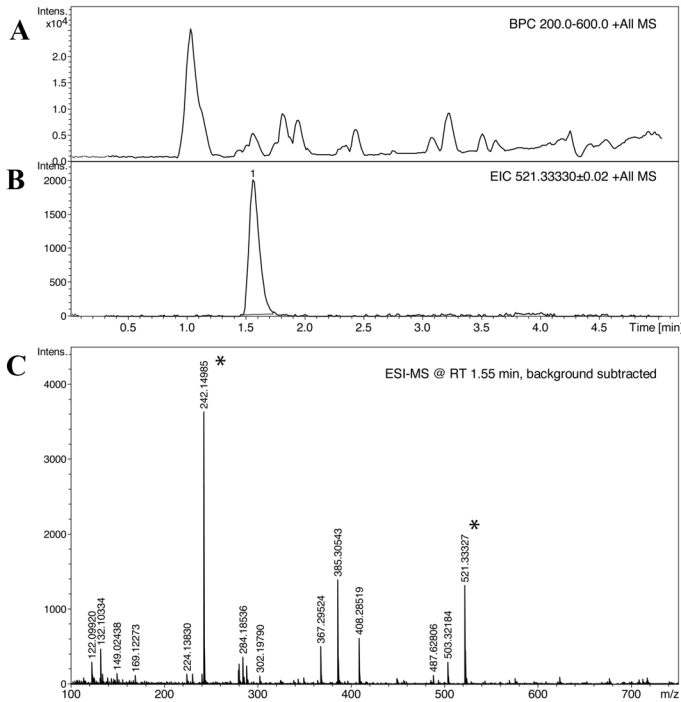 A
Intens.
x10⁴
BPC 200.0-600.0 +All MS
2.0
1.5
1.0
0.5
0.0
B
Intens.
EIC 521.33330±0.02 +All MS
1
2000
1500
1000
500
0
0.5 1.0 1.5 2.0 2.5 3.0 3.5 4.0 4.5 Time [min]
C
Intens.
ESI-MS @ RT 1.55 min, background subtracted
4000
3000
2000
1000
0
122.09920
132.10334
149.02438
169.12273
224.13830
242.14985
*
284.18536
302.19790
367.29524
385.30543
408.28519
487.62806
503.32184
521.33327
*
100 200 300 400 500 600 700 m/z